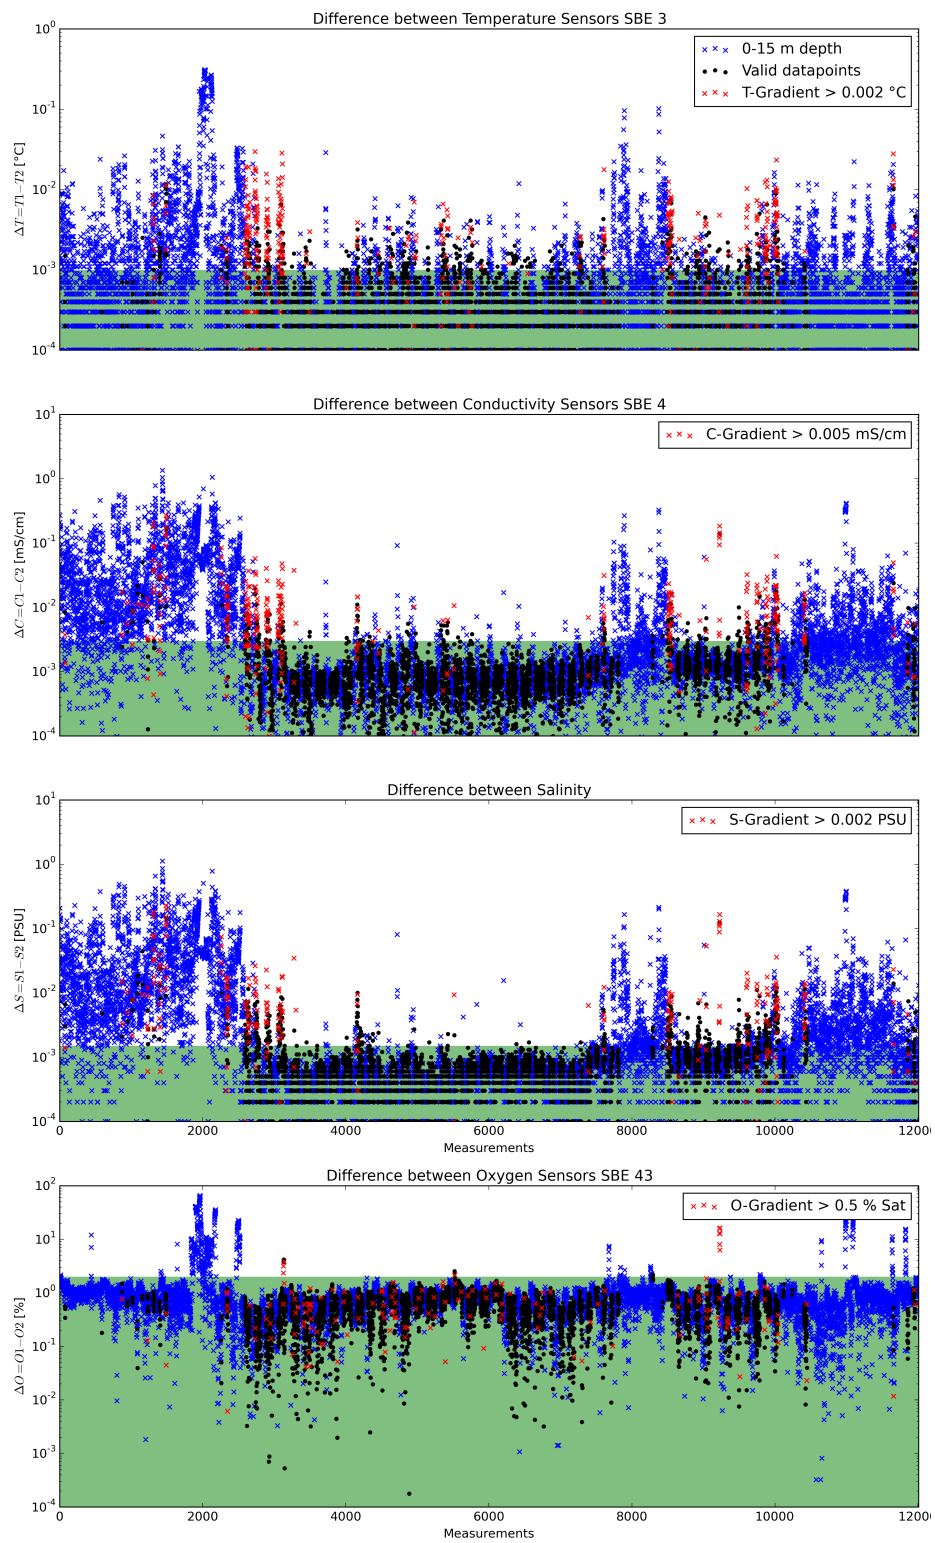 Difference between Temperature Sensors SBE 3
10^0
10^-1
10^-2
10^-3
10^-4
ΔT=T1−T2 [°C]
0-15 m depth
Valid datapoints
T-Gradient > 0.002 °C
Difference between Conductivity Sensors SBE 4
10^1
10^0
10^-1
10^-2
10^-3
10^-4
ΔC=C1−C2 [mS/cm]
C-Gradient > 0.005 mS/cm
Difference between Salinity
10^1
10^0
10^-1
10^-2
10^-3
10^-4
ΔS=S1−S2 [PSU]
S-Gradient > 0.002 PSU
0 2000 4000 6000 8000 10000 1200
Measurements
Difference between Oxygen Sensors SBE 43
10^2
10^1
10^0
10^-1
10^-2
10^-3
10^-4
ΔO=O1−O2 [%]
O-Gradient > 0.5 % Sat
0 2000 4000 6000 8000 10000 1200
Measurements